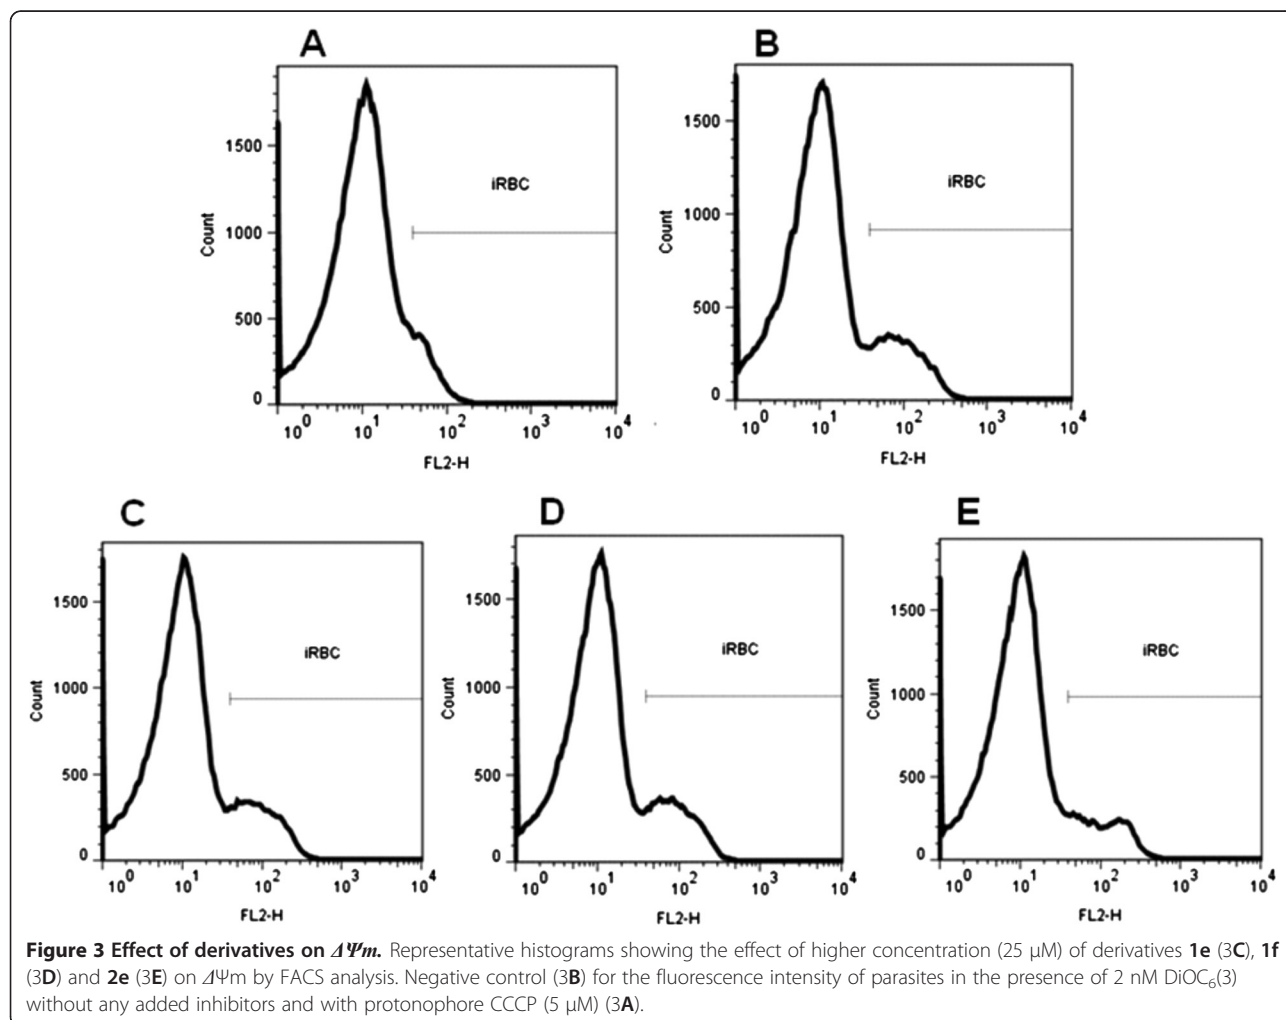 A
1500
1000
500
0
Count
iRBC
10^0 10^1 10^2 10^3 10^4
FL2-H
B
1500
1000
500
0
Count
iRBC
10^0 10^1 10^2 10^3 10^4
FL2-H
C
1500
1000
500
0
Count
iRBC
10^0 10^1 10^2 10^3 10^4
FL2-H
D
1500
1000
500
0
Count
iRBC
10^0 10^1 10^2 10^3 10^4
FL2-H
E
1500
1000
500
0
Count
iRBC
10^0 10^1 10^2 10^3 10^4
FL2-H
Figure 3 Effect of derivatives on ΔΨm. Representative histograms showing the effect of higher concentration (25 μM) of derivatives 1e (3C), 1f
(3D) and 2e (3E) on ΔΨm by FACS analysis. Negative control (3B) for the fluorescence intensity of parasites in the presence of 2 nM DiOC₆(3)
without any added inhibitors and with protonophore CCCP (5 μM) (3A).